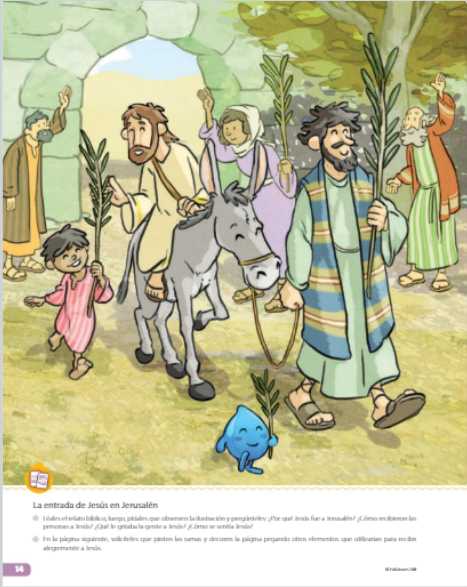 La entrada de Jesús en Jerusalén
Léales el relato bíblico, luego, pídales que observen la ilustración y pregúnteles: ¿Por qué Jesús fue a Jerusalén? ¿Cómo recibieron las
personas a Jesús? ¿Qué le gritaba la gente a Jesús? ¿Cómo se sentía Jesús?
En la página siguiente, solicíteles que pinten las ramas y decoren la página pegando otros elementos que utilizarían para recibir
alegremente a Jesús.
14
© Ediciones SM